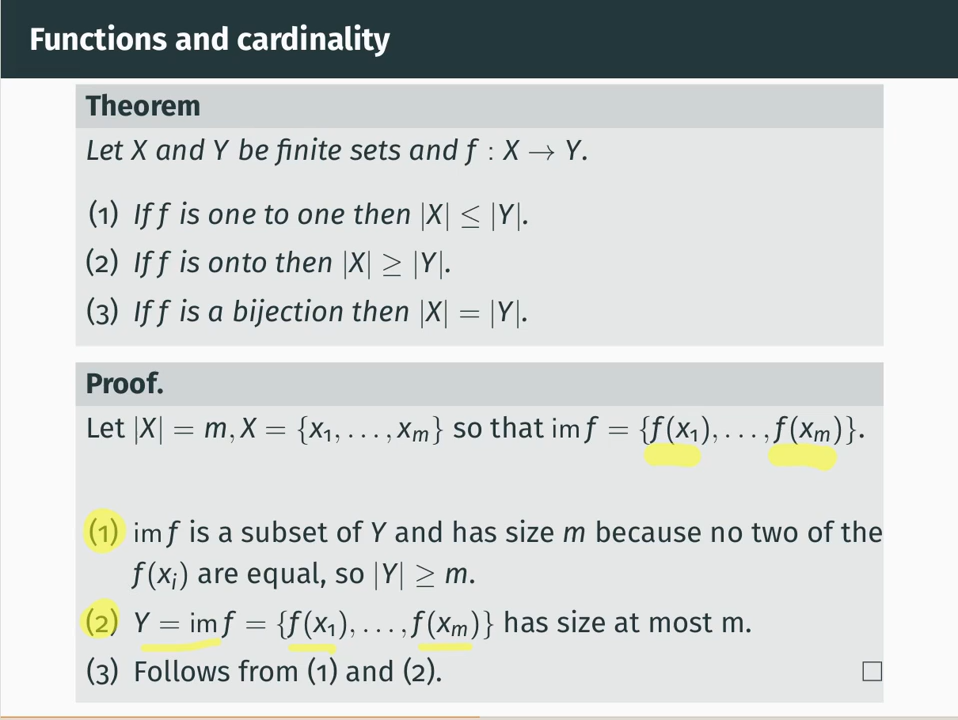 Functions and cardinality
Theorem
Let X and Y be finite sets and f : X → Y.
(1) If f is one to one then |X| ≤ |Y|.
(2) If f is onto then |X| ≥ |Y|.
(3) If f is a bijection then |X| = |Y|.
Proof.
Let |X| = m, X = {x₁, . . . , xₘ} so that im f = {f(x₁), . . . , f(xₘ)}.
(1) im f is a subset of Y and has size m because no two of the
f(xᵢ) are equal, so |Y| ≥ m.
(2) Y = im f = {f(x₁), . . . , f(xₘ)} has size at most m.
(3) Follows from (1) and (2). □